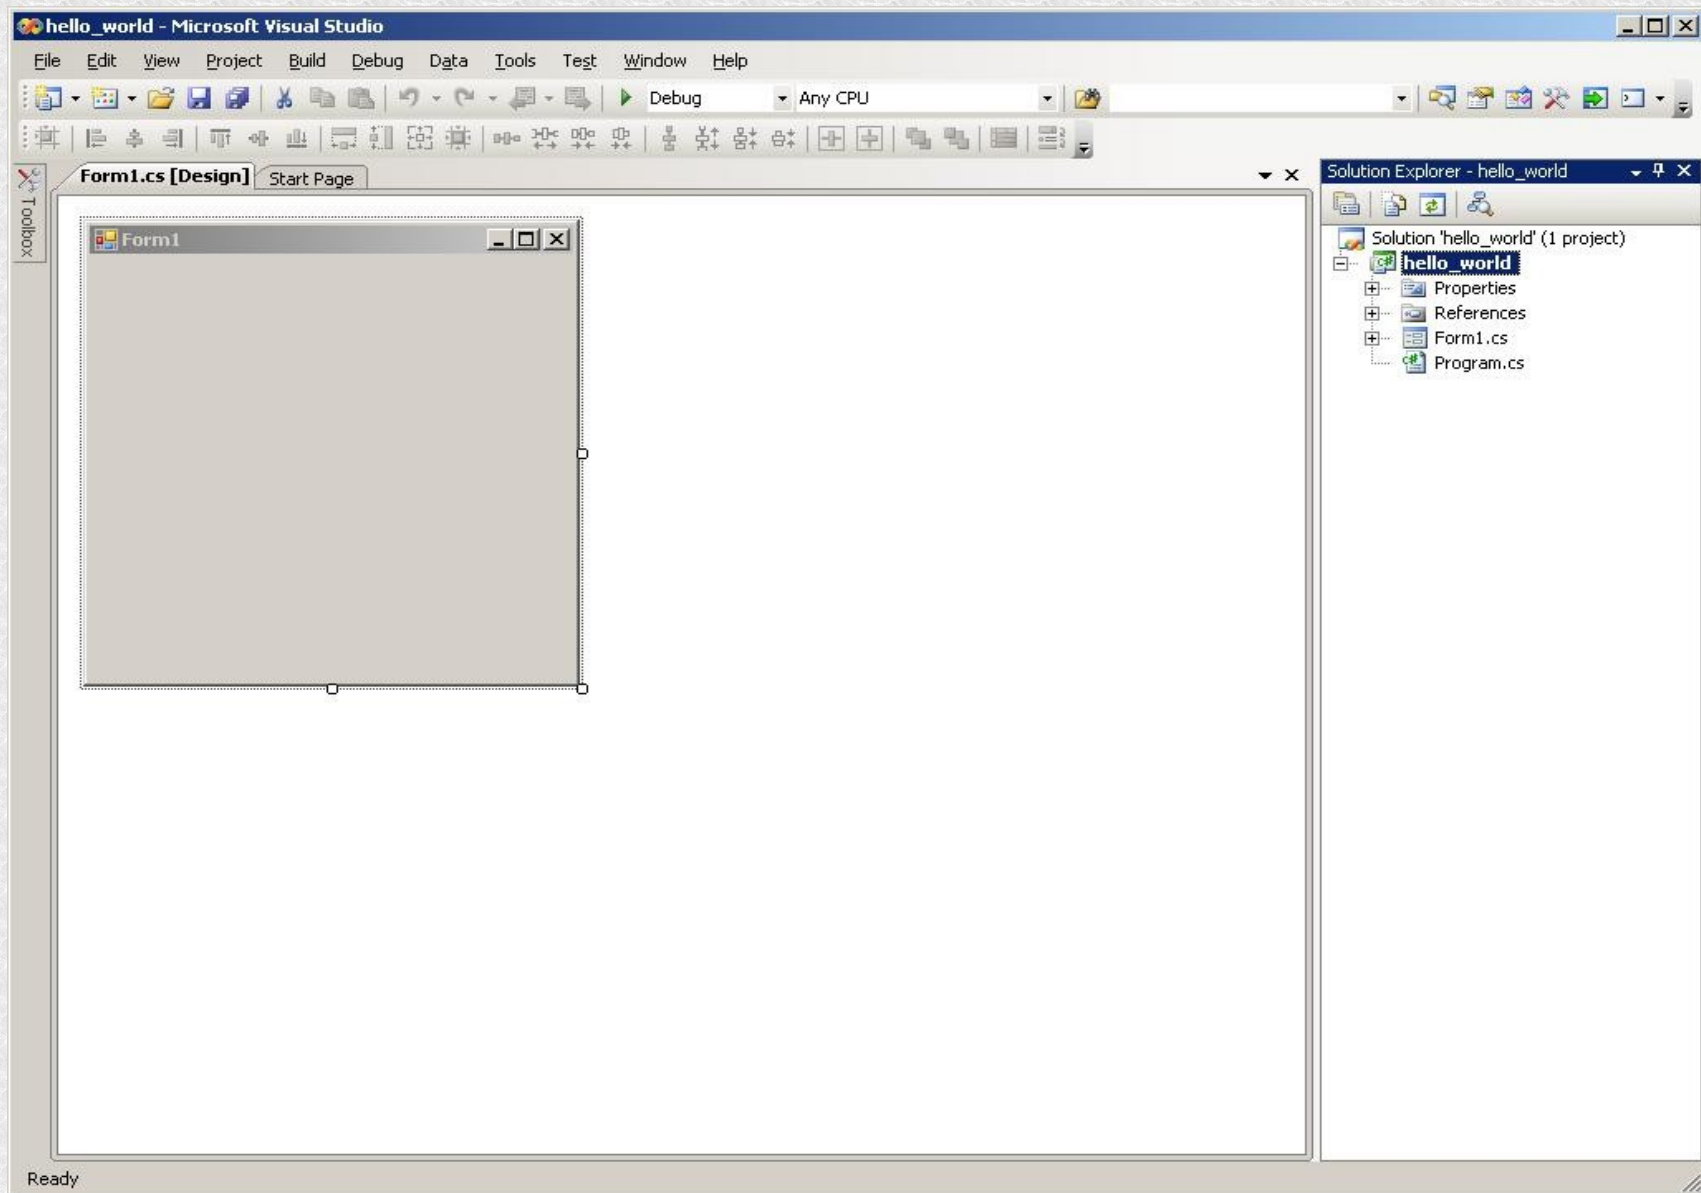 hello_world - Microsoft Visual Studio
File Edit View Project Build Debug Data Tools Test Window Help
Debug Any CPU
Toolbox
Form1.cs [Design] Start Page
Form1
Solution Explorer - hello_world
Solution 'hello_world' (1 project)
hello_world
Properties
References
Form1.cs
Program.cs
Ready